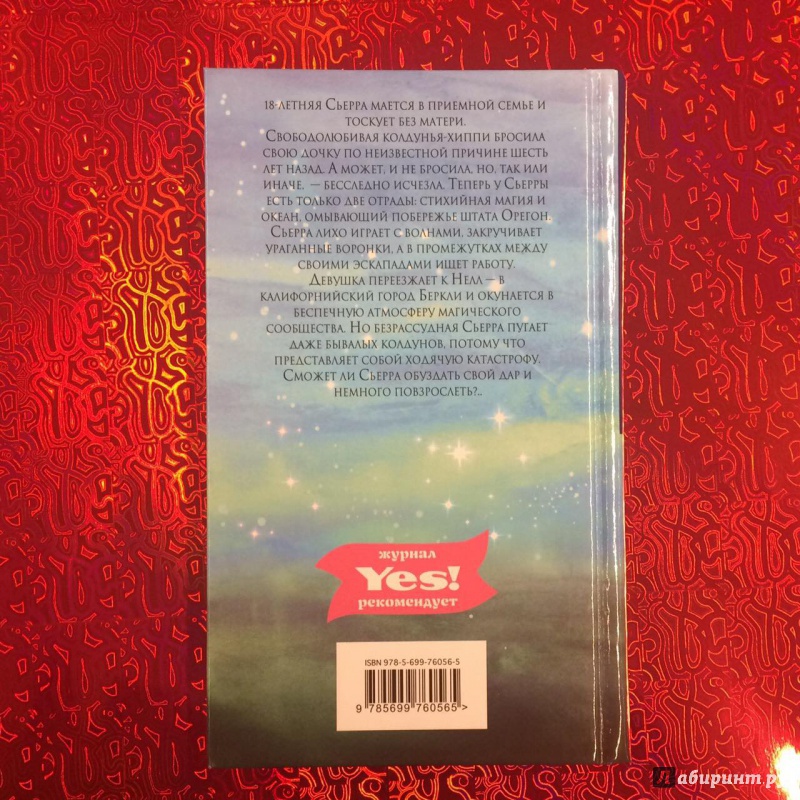 18-летняя Сьерра мается в приемной семье и
тоскует без матери.
Свободолюбивая колдунья-хиппи бросила
свою дочку по неизвестной причине шесть
лет назад. А может, и не бросила, но, так или
иначе, — бесследно исчезла. Теперь у Сьерры
есть только две отрады: стихийная магия и
океан, омывающий побережье штата Орегон.
Сьерра лихо играет с волнами, закручивает
ураганные воронки, а в промежутках между
своими эскападами ищет работу.
Девушка переезжает к Нелл — в
калифорнийский город Беркли и окунается в
беспечную атмосферу магического
сообщества. Но безрассудная Сьерра пугает
даже бывалых колдунов, потому что
представляет собой ходячую катастрофу.
Сможет ли Сьерра обуздать свой дар и
немного повзрослеть?..
журнал
Yes!
рекомендует
ISBN 978-5-699-76056-5
9 785699 760565 >
Лабиринт.ру